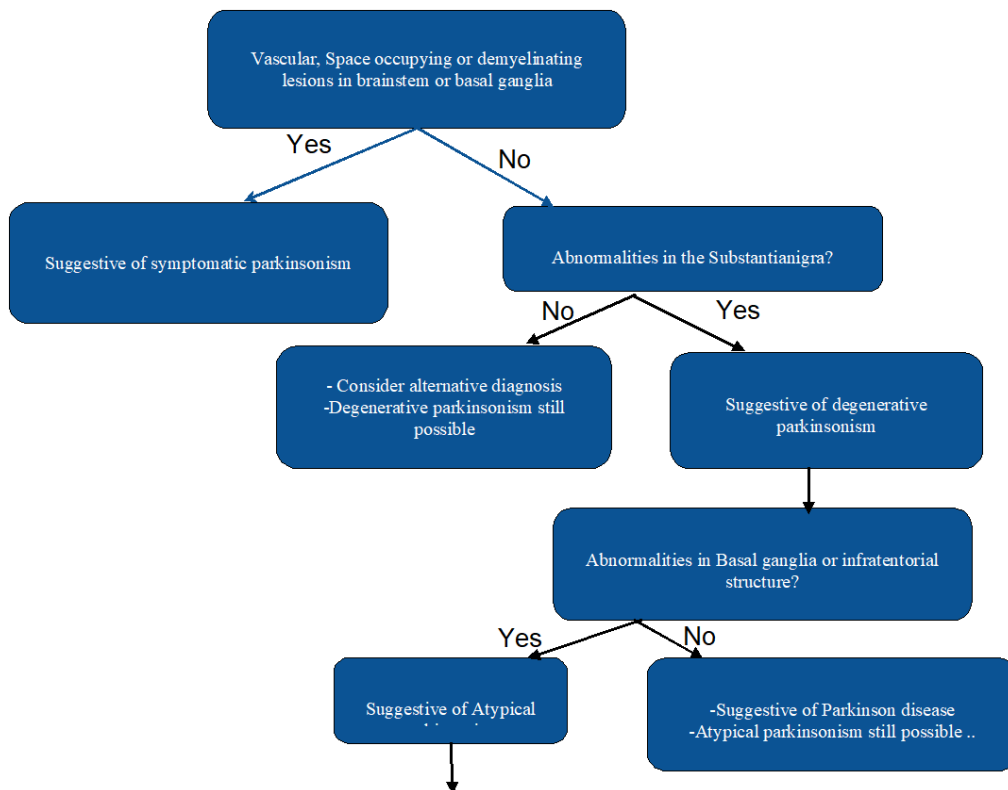 Vascular, Space occupying or demyelinating
lesions in brainstem or basal ganglia
Yes
No
Suggestive of symptomatic parkinsonism
Abnormalities in the Substantianigra?
No
Yes
- Consider alternative diagnosis
-Degenerative parkinsonism still
possible
Suggestive of degenerative
parkinsonism
Abnormalities in Basal ganglia or infratentorial
structure?
Yes
No
Suggestive of Atypical
-Suggestive of Parkinson disease
-Atypical parkinsonism still possible ..